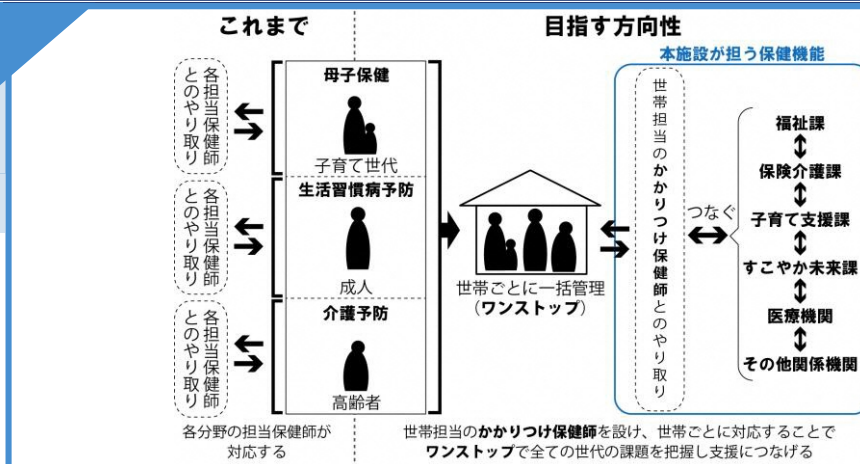 これまで
目指す方向性
各担当保健師
とのやり取り
母子保健
子育て世代
各担当保健師
とのやり取り
生活習慣病予防
成人
各担当保健師
とのやり取り
介護予防
高齢者
各分野の担当保健師が
対応する
世帯ごとに一括管理
(ワンストップ)
本施設が担う保健機能
世帯担当のかかりつけ保健師とのやり取り
つなぐ
福祉課
保険介護課
子育て支援課
すこやか未来課
医療機関
その他関係機関
世帯担当のかかりつけ保健師を設け、世帯ごとに対応することで
ワンストップで全ての世代の課題を把握し支援につなげる